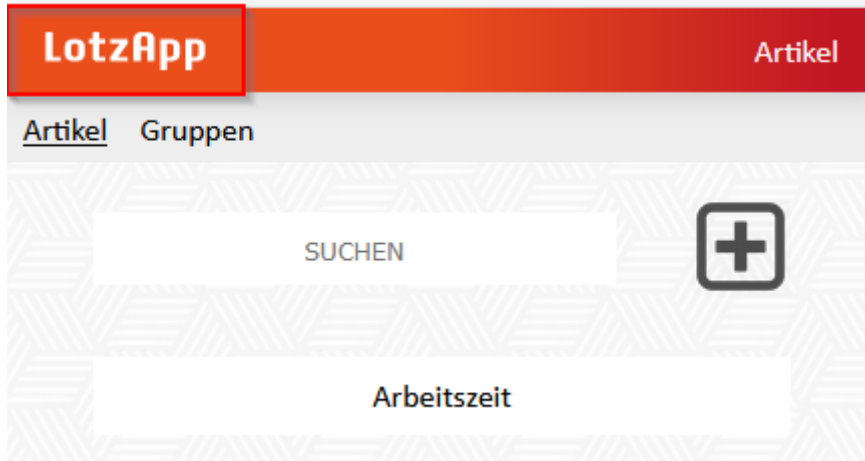 LotzApp
Artikel
Artikel Gruppen
SUCHEN
Arbeitszeit